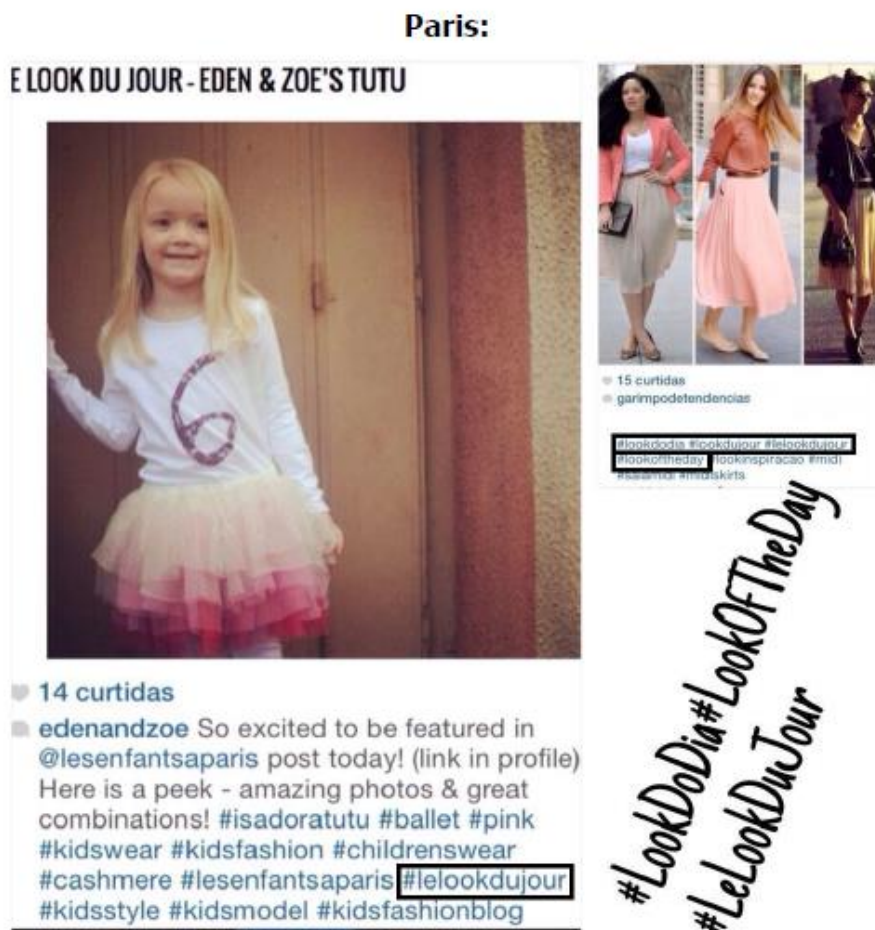 Paris:
E LOOK DU JOUR - EDEN & ZOE'S TUTU
6
14 curtidas
edenandzoe So excited to be featured in
@lesenfantsaparis post today! (link in profile)
Here is a peek - amazing photos & great
combinations! #isadoratutu #ballet #pink
#kidswear #kidsfashion #childrenswear
#cashmere #lesenfantsaparis #lelookdujour
#kidsstyle #kidsmodel #kidsfashionblog
15 curtidas
garimpodetendencias
#lookdodia #lookdujour #lelookdujour
#lookoftheday #lookinspiracao #midi
#saiamidi #midiskirts
#LookDoDia#LookOfTheDay
#LeLookDuJour